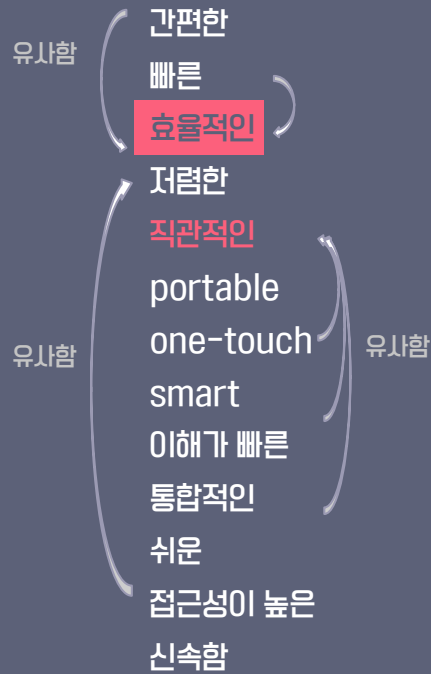 간편한
유사함
빠른
효율적인
저렴한
직관적인
portable
one-touch
유사함
유사함
smart
이해가 빠른
통합적인
쉬운
접근성이 높은
신속함